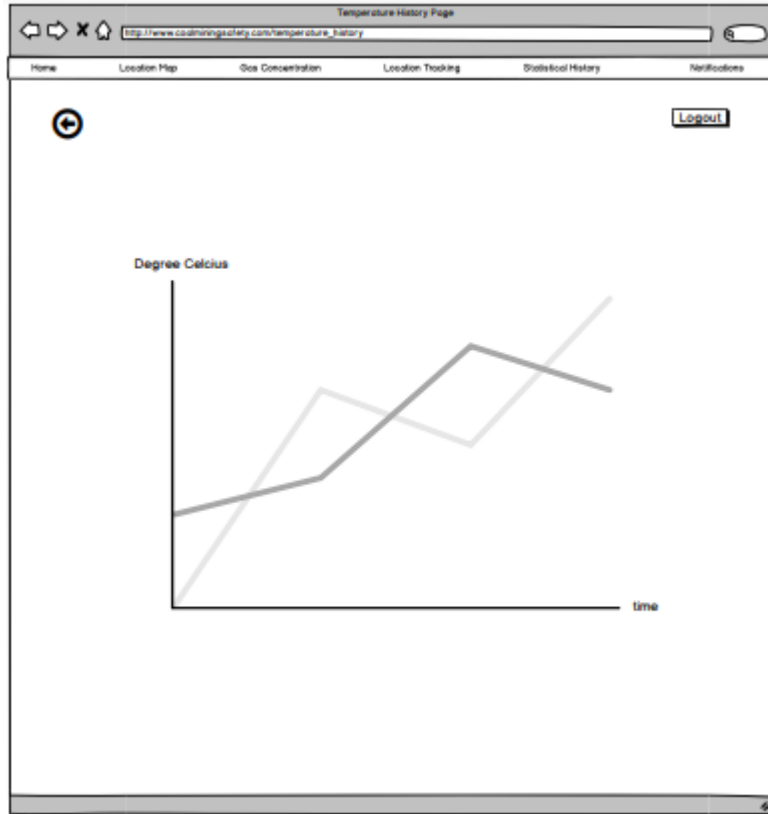 Temperature History Page
http://www.coalminingsafety.com/temperature_history
Home Location Map Gas Concentration Location Tracking Statistical History Notifications
Logout
Degree Celcius
time